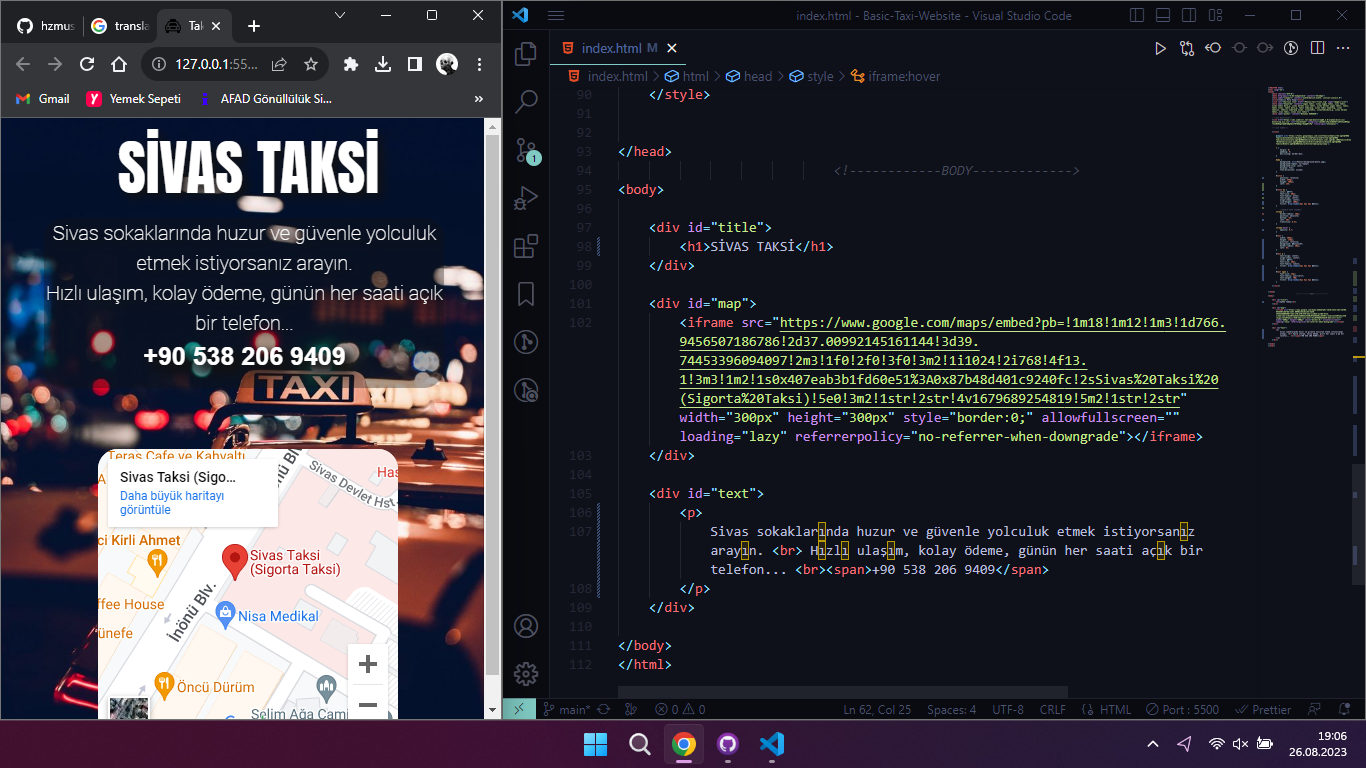 hzmus
transla
Tak
127.0.0.1:55...
Gmail
Yemek Sepeti
AFAD Gönüllülük Si...
»
SİVAS TAKSİ
Sivas sokaklarında huzur ve güvenle yolculuk
etmek istiyorsanız arayın.
Hızlı ulaşım, kolay ödeme, günün her saati açık
bir telefon...
+90 538 206 9409
TAXI
Teras Cafe ve Kahvaltı
Sivas Taksi (Sigo...
Daha büyük haritayı
görüntüle
İnönü Blv.
Sivas Devlet Hst.
Has
ci Kirli Ahmet
Sivas Taksi
(Sigorta Taksi)
ffee House
Nisa Medikal
ünefe
İnönü Blv.
Öncü Dürüm
Selim Ağa Cami
index.html - Basic-Taxi-Website - Visual Studio Code
index.html M
index.html > html > head > style > iframe:hover
90 </style>
91
92
93 </head>
94 <!------------BODY------------->
95 <body>
96
97 <div id="title">
98 <h1>SİVAS TAKSİ</h1>
99 </div>
100
101 <div id="map">
102 <iframe src="https://www.google.com/maps/embed?pb=!1m18!1m12!1m3!1d766.
9456507186786!2d37.00992145161144!3d39.
74453396094097!2m3!1f0!2f0!3f0!3m2!1i1024!2i768!4f13.
1!3m3!1m2!1s0x407eab3b1fd60e51%3A0x87b48d401c9240fc!2sSivas%20Taksi%20
(Sigorta%20Taksi)!5e0!3m2!1str!2str!4v1679689254819!5m2!1str!2str"
width="300px" height="300px" style="border:0;" allowfullscreen=""
loading="lazy" referrerpolicy="no-referrer-when-downgrade"></iframe>
103 </div>
104
105 <div id="text">
106 <p>
107 Sivas sokaklarında huzur ve güvenle yolculuk etmek istiyorsanız
arayın. <br> Hızlı ulaşım, kolay ödeme, günün her saati açık bir
telefon... <br><span>+90 538 206 9409</span>
108 </p>
109 </div>
110
111 </body>
112 </html>
1
main*
0 0
Ln 62, Col 25
Spaces: 4
UTF-8
CRLF
HTML
Port : 5500
Prettier
19:06
26.08.2023